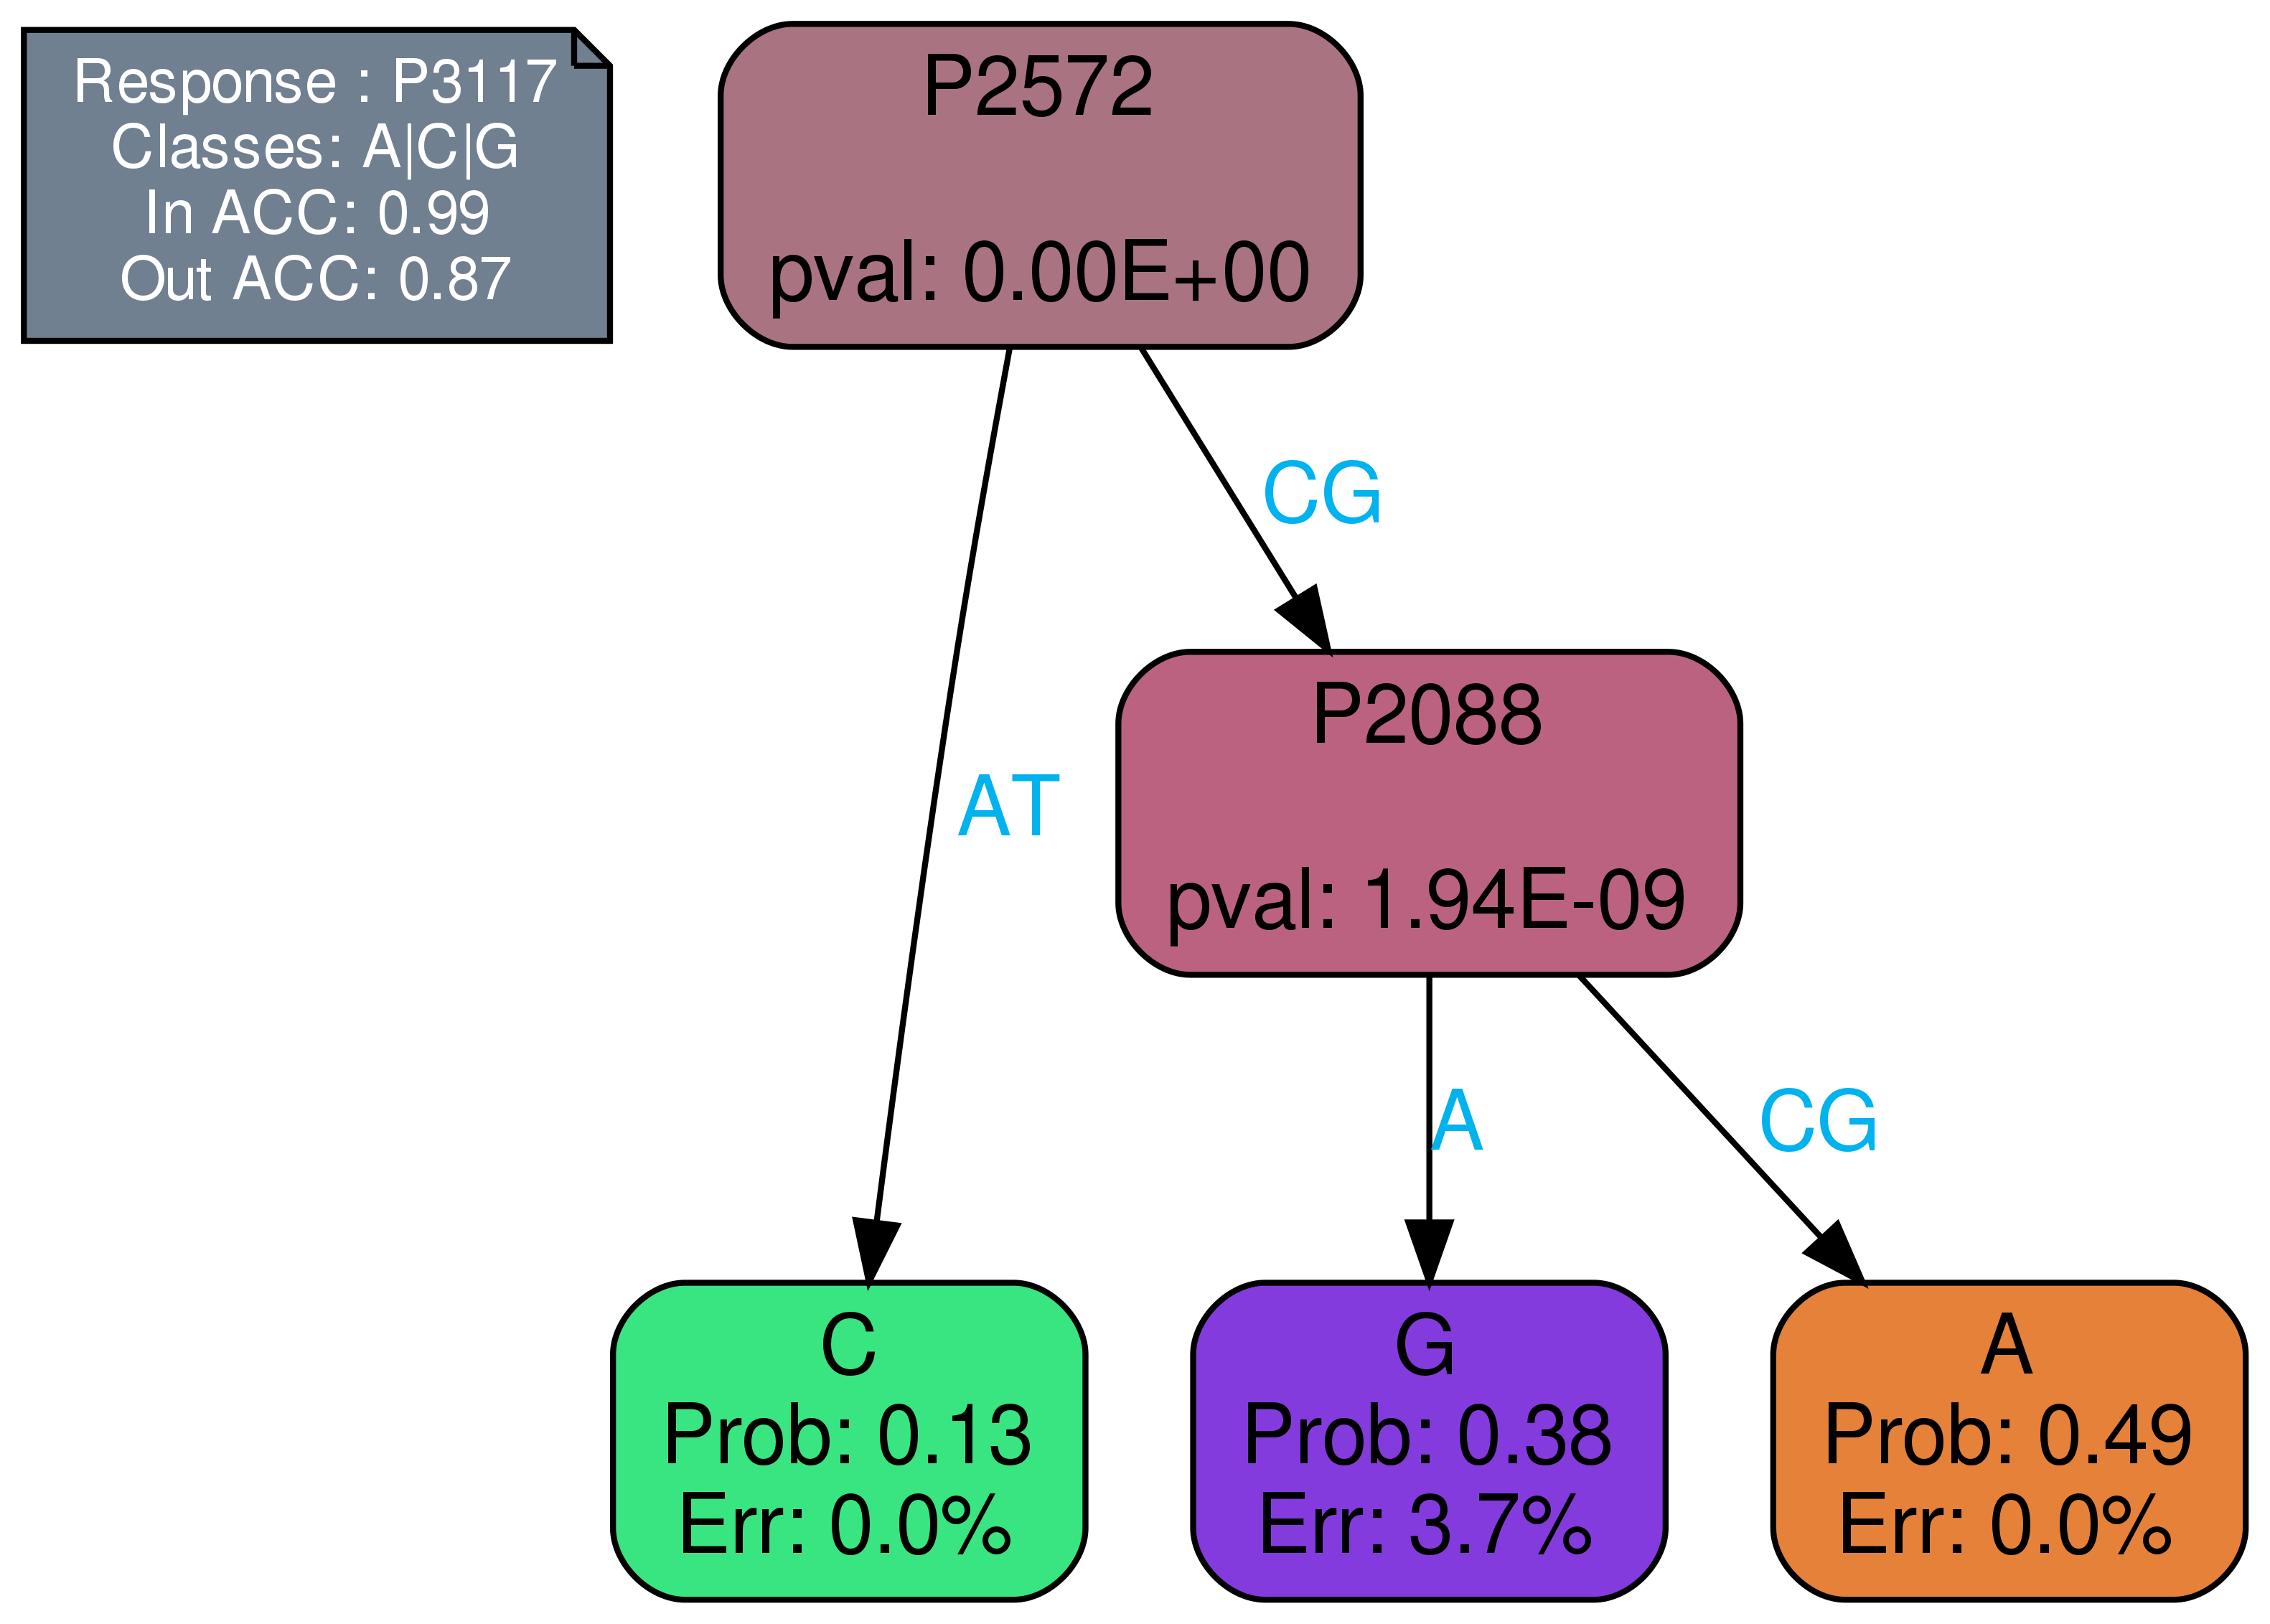 Response : P3117
Classes: A|C|G
In ACC: 0.99
Out ACC: 0.87
P2572
pval: 0.00E+00
CG
P2088
pval: 1.94E-09
AT
A
CG
C
Prob: 0.13
Err: 0.0%
G
Prob: 0.38
Err: 3.7%
A
Prob: 0.49
Err: 0.0%